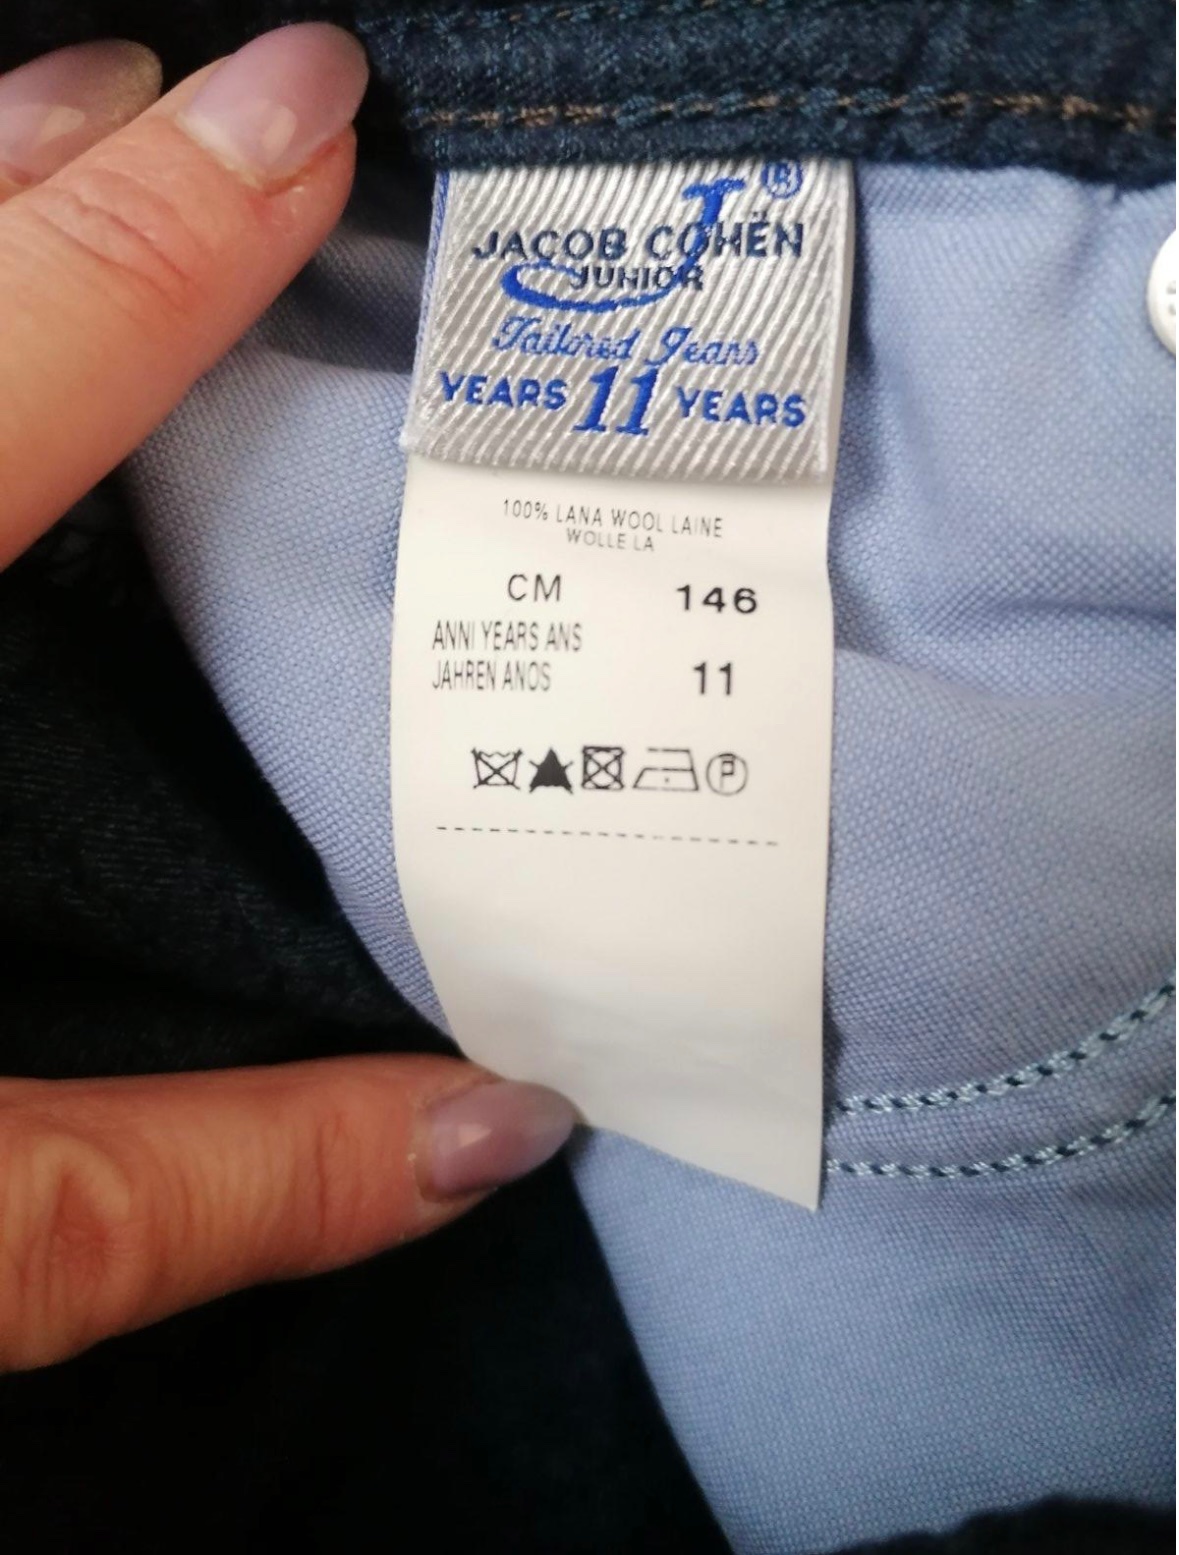 ®
JACOB COHËN
JUNIOR
Tailored Jeans
YEARS 11 YEARS
100% LANA WOOL LAINE
WOLLE LA
CM 146
ANNI YEARS ANS
JAHREN ANOS 11
P